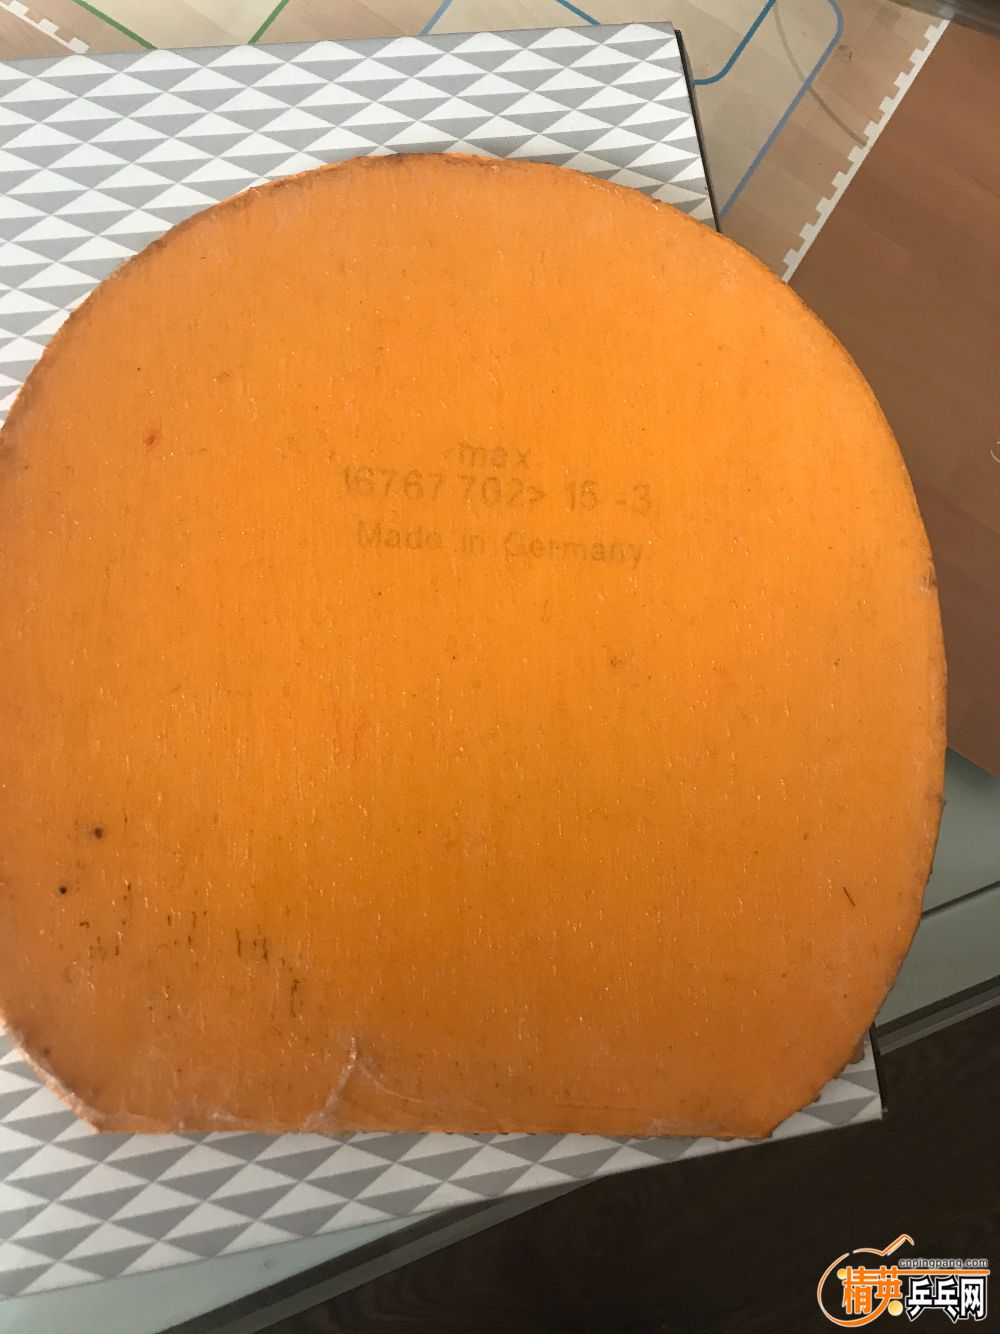 max
16767 702> 15 -3
Made in Germany
cnpingpang.com
精英乒乓网